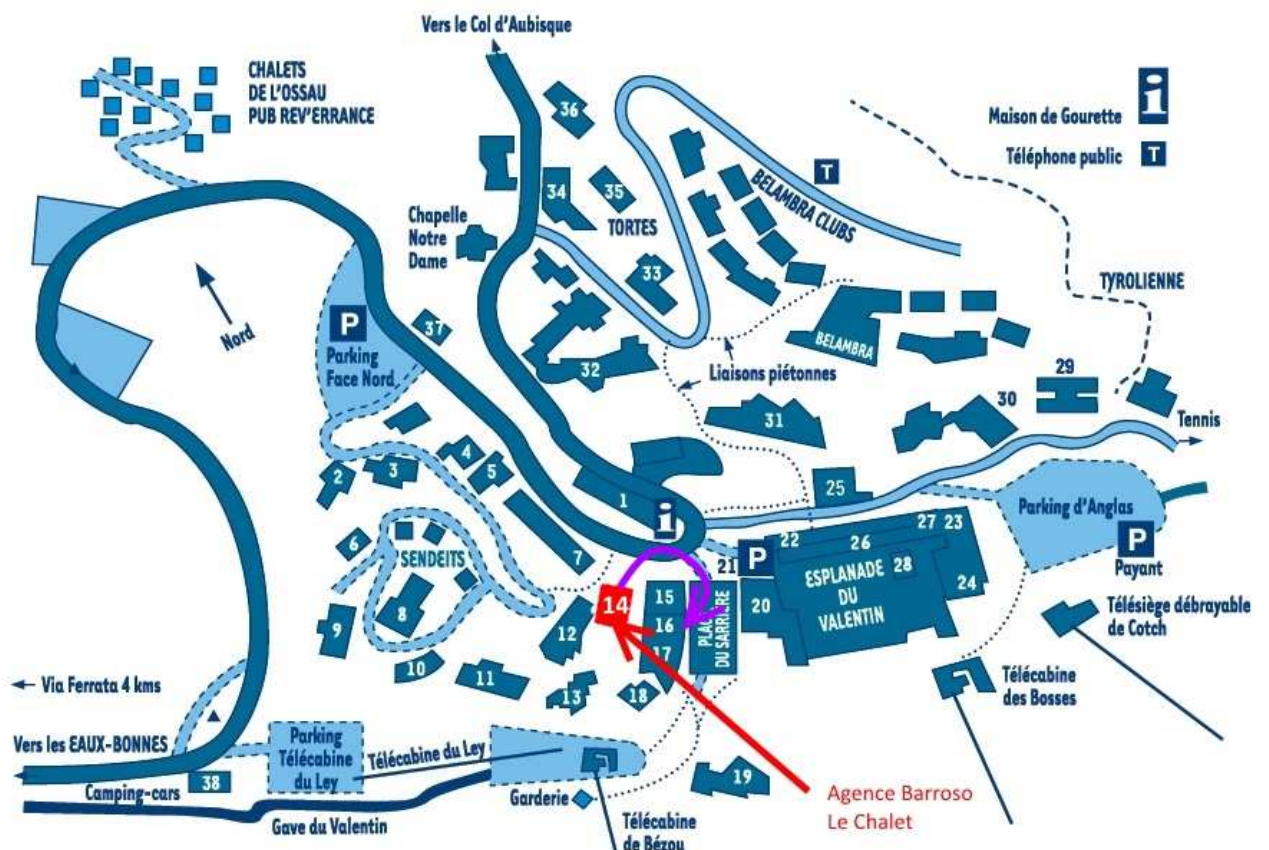 Vers le Col d'Aubisque
CHALETS
DE L'OSSAU
PUB REV'ERRANCE
36
Maison de Gourette
i
Téléphone public
T
T
BELAMBRA CLUBS
34
35
TORTES
Chapelle
Notre
Dame
33
TYROLIENNE
Nord
P
Parking
Face Nord
37
32
BELAMBRA
Liaisons piétonnes
29
30
31
Tennis
2
3
4
5
1
i
25
Parking d'Anglas
P
Payant
6
SENDEITS
7
21
P
22
26
27
23
28
ESPLANADE
DU
VALENTIN
24
8
9
14
15
16
17
PLACE
DU SARRIÈRE
20
12
10
11
13
18
Télésiège débrayable
de Cotch
Télécabine
des Bosses
Via Ferrata 4 kms
Vers les EAUX-BONNES
Parking
Télécabine
du Ley
Télécabine du Ley
38
Camping-cars
Gave du Valentin
Garderie
Télécabine
de Bézou
19
Agence Barroso
Le Chalet